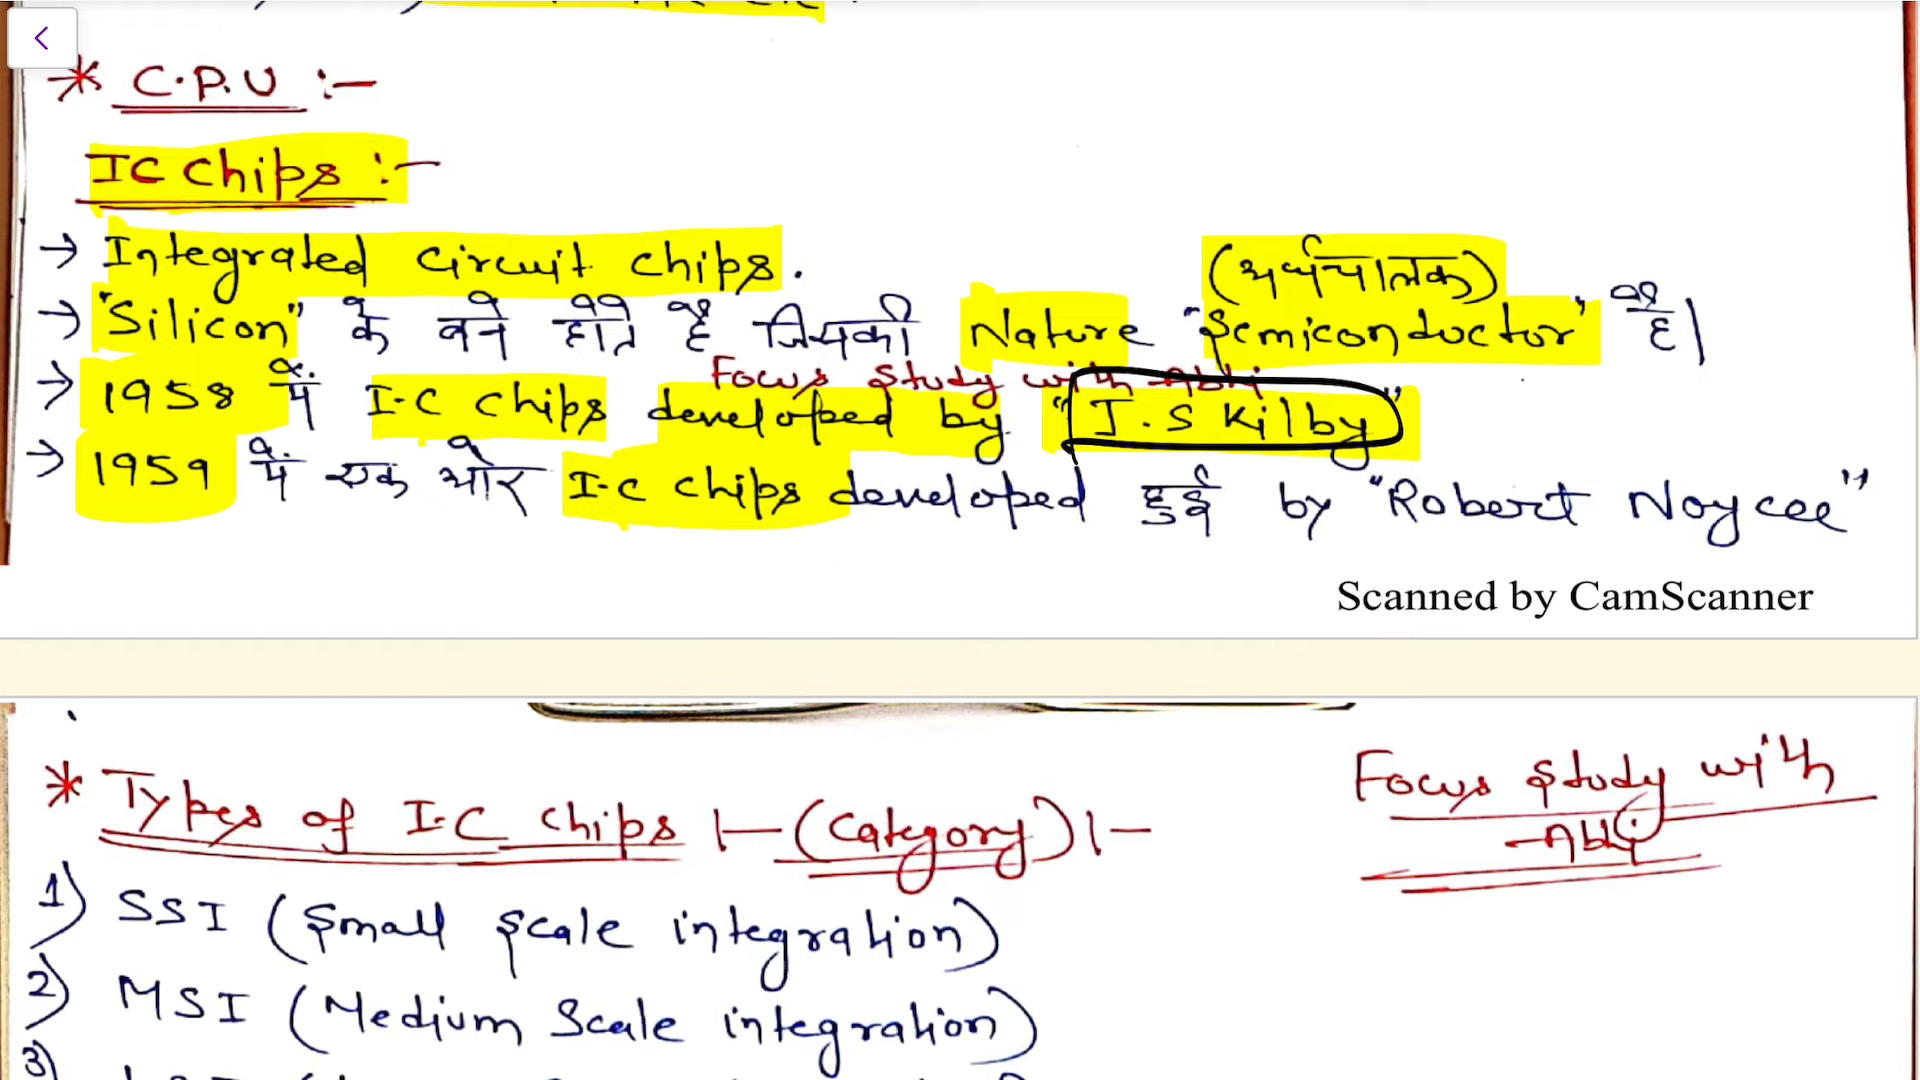 * C.P.U :-
IC Chips :-
→ Integrated Circuit Chips.
(अर्धचालक)
→ "Silicon" के बने होते है जिसकी Nature "Semiconductor" है।
Focus Study with Abhi
→ 1958 में I.C Chips developed by "J.S Kilby"
→ 1959 में एक और I.C Chips developed हुई by "Robert Noycee"
Scanned by CamScanner
* Types of I.C Chips :- (Category) :-
Focus Study with
Abhi
1) SSI (Small Scale integration)
2) MSI (Medium Scale integration)
3)